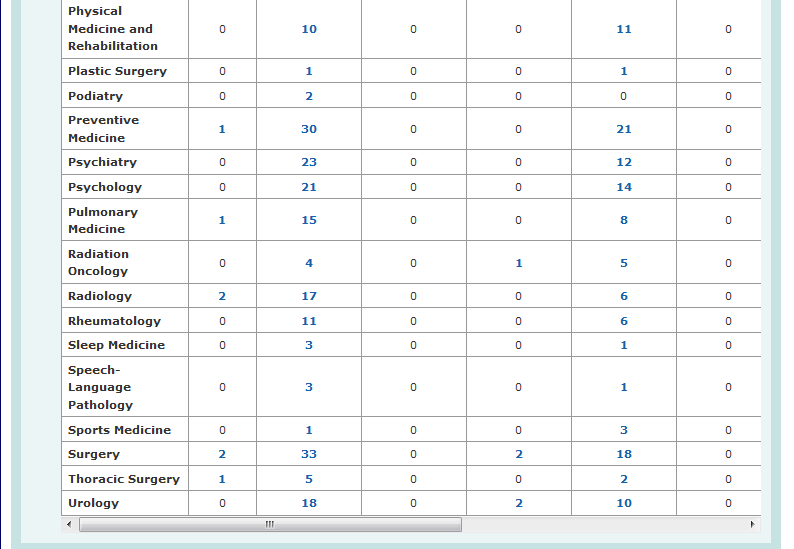 Physical
Medicine and
Rehabilitation 0 10 0 0 11 0
Plastic Surgery 0 1 0 0 1 0
Podiatry 0 2 0 0 0 0
Preventive
Medicine 1 30 0 0 21 0
Psychiatry 0 23 0 0 12 0
Psychology 0 21 0 0 14 0
Pulmonary
Medicine 1 15 0 0 8 0
Radiation
Oncology 0 4 0 1 5 0
Radiology 2 17 0 0 6 0
Rheumatology 0 11 0 0 6 0
Sleep Medicine 0 3 0 0 1 0
Speech-
Language 0 3 0 0 1 0
Pathology
Sports Medicine 0 1 0 0 3 0
Surgery 2 33 0 2 18 0
Thoracic Surgery 1 5 0 0 2 0
Urology 0 18 0 2 10 0